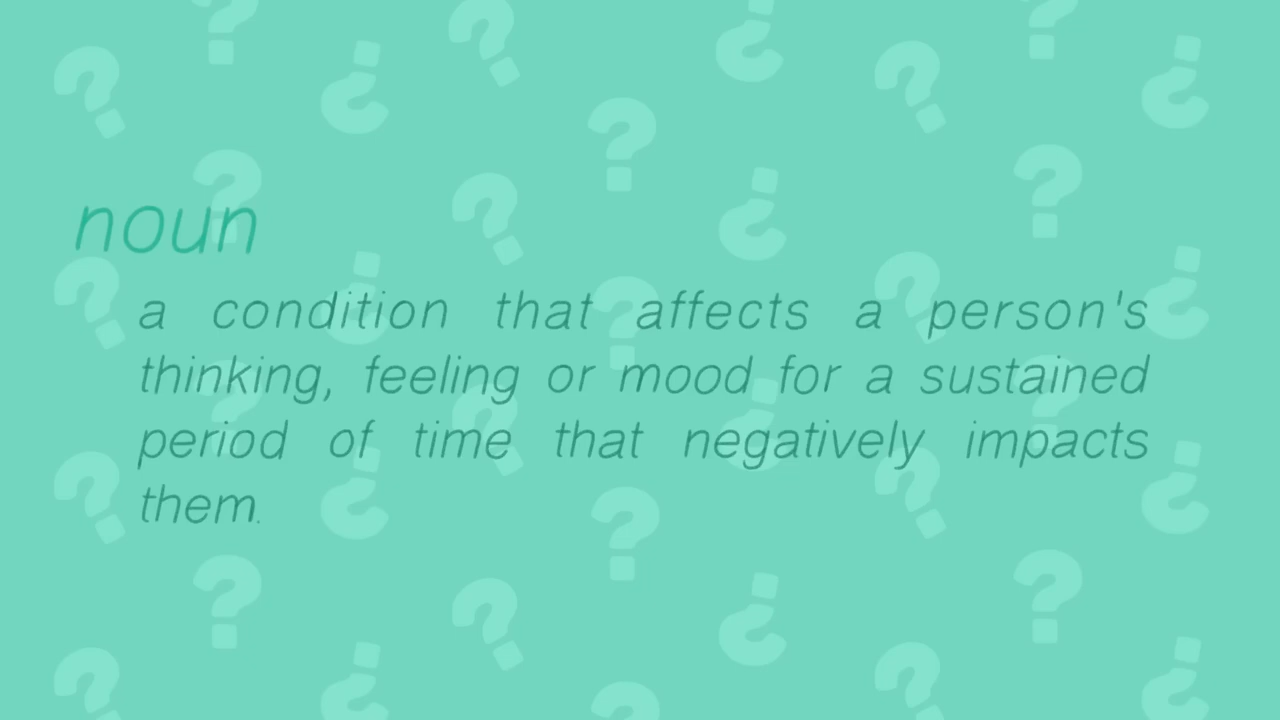 noun
a condition that affects a person's
thinking, feeling or mood for a sustained
period of time that negatively impacts
them.